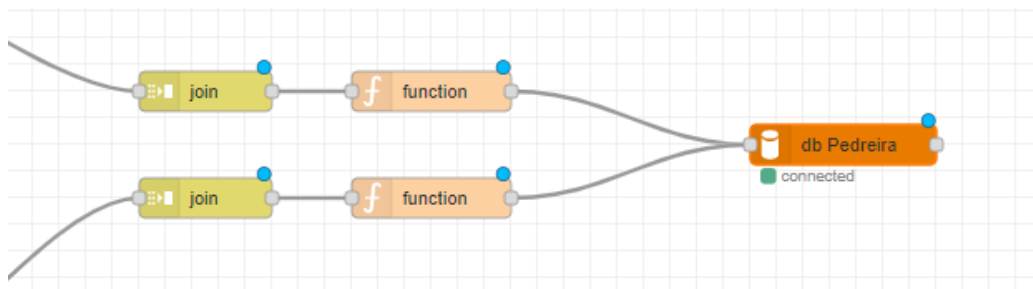 join
function
db Pedreira
connected
join
function